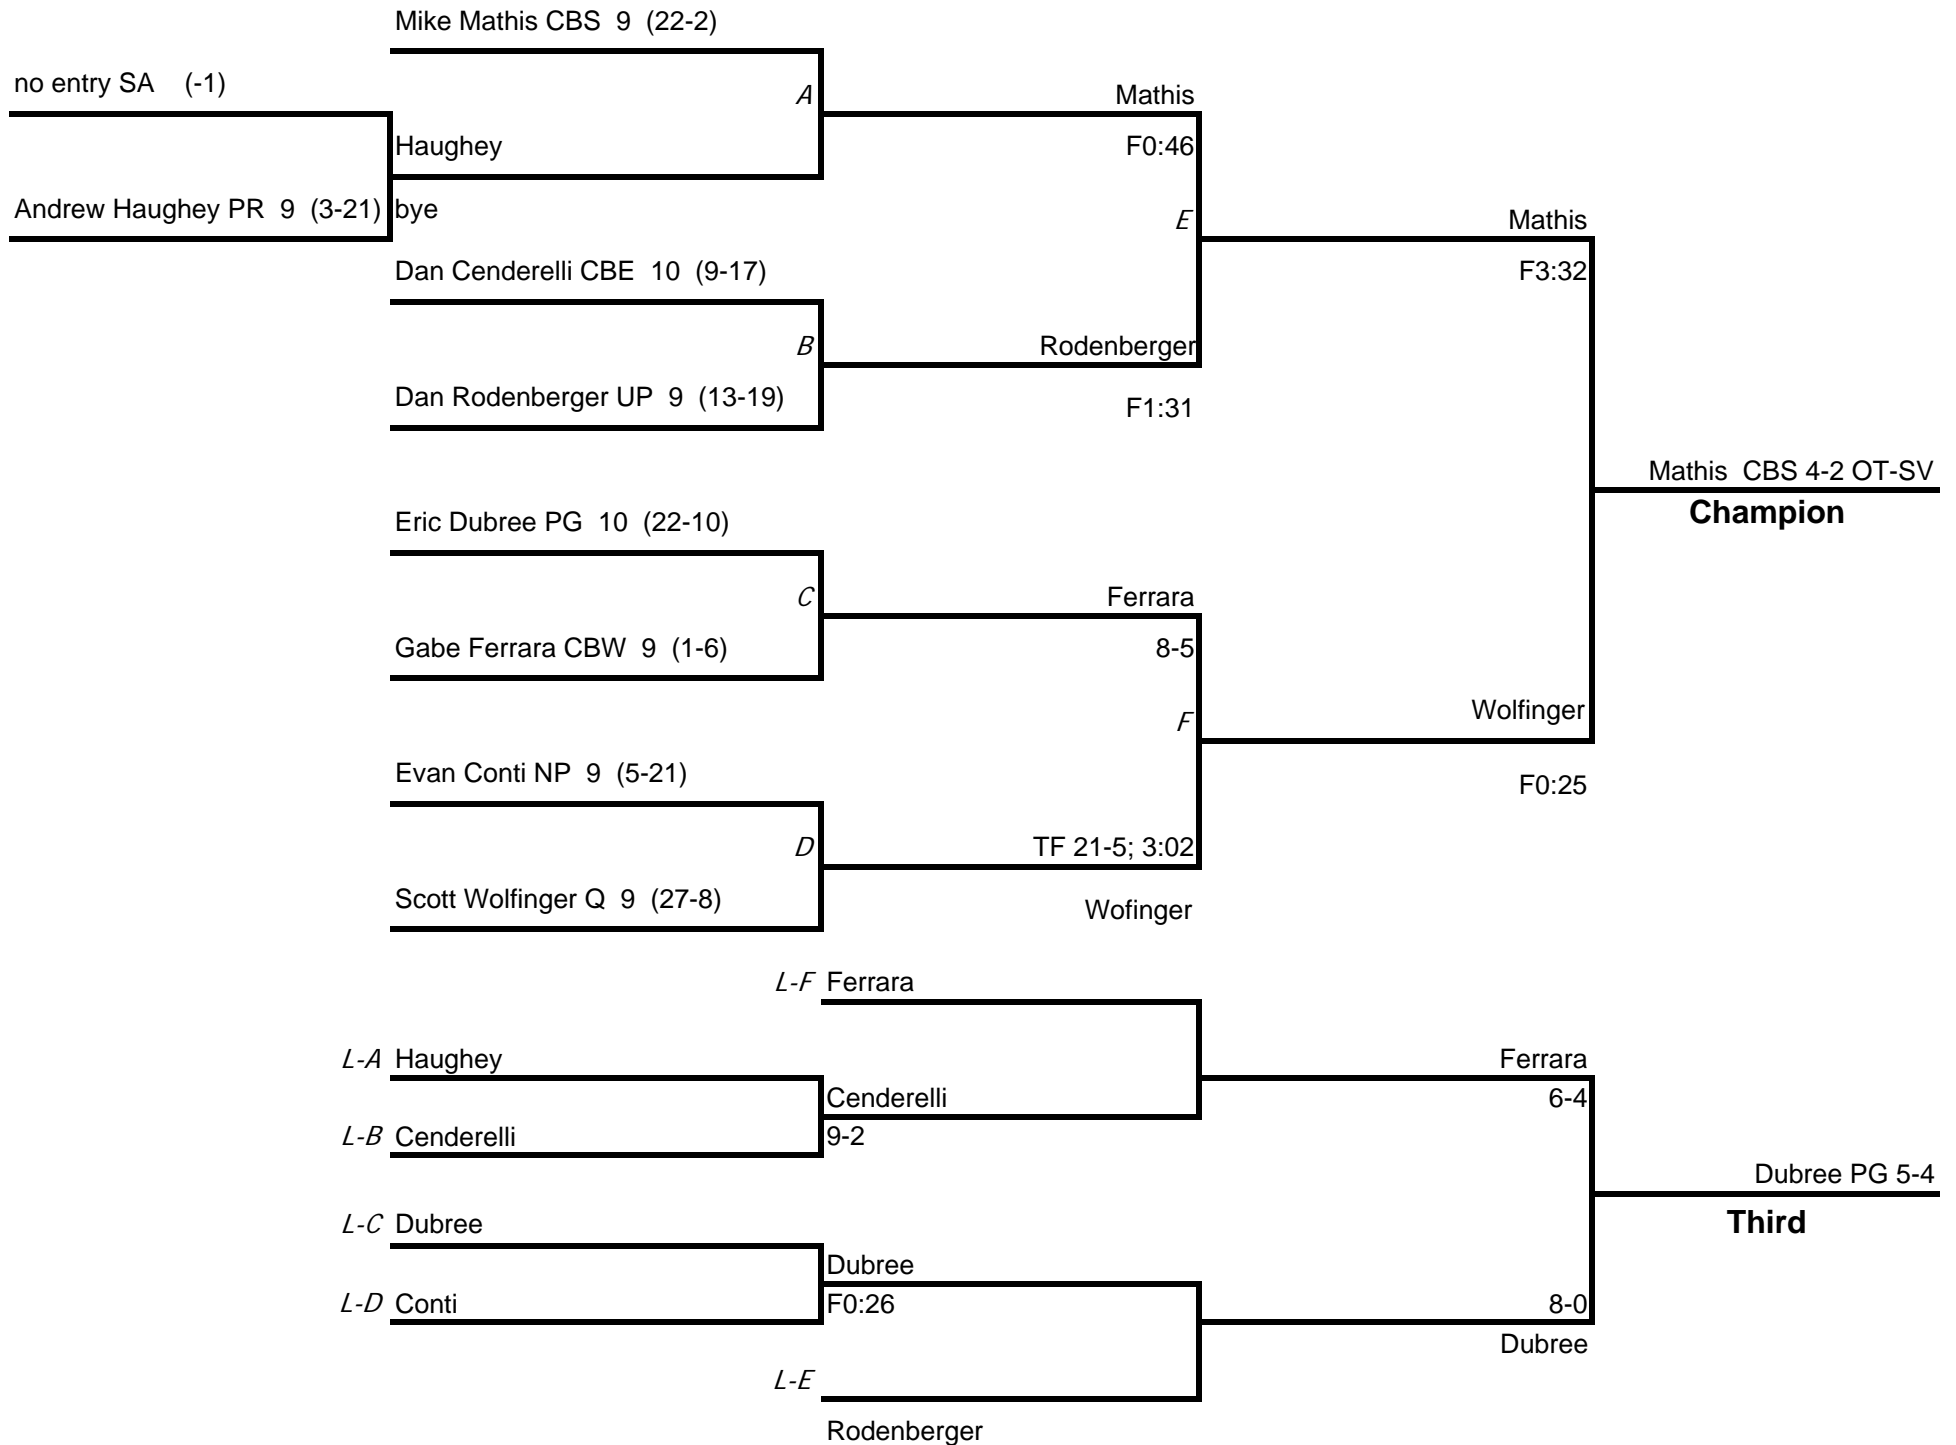 Mike Mathis CBS 9 (22-2)
no entry SA (-1)
A
Mathis
Haughey
F0:46
Andrew Haughey PR 9 (3-21)
bye
E
Mathis
Dan Cenderelli CBE 10 (9-17)
F3:32
B
Rodenberger
Dan Rodenberger UP 9 (13-19)
F1:31
Mathis CBS 4-2 OT-SV
Champion
Eric Dubree PG 10 (22-10)
C
Ferrara
Gabe Ferrara CBW 9 (1-6)
8-5
F
Wolfinger
Evan Conti NP 9 (5-21)
F0:25
D
TF 21-5; 3:02
Scott Wolfinger Q 9 (27-8)
Wofinger
L-F Ferrara
L-A Haughey
Ferrara
Cenderelli
6-4
L-B Cenderelli
9-2
Dubree PG 5-4
Third
L-C Dubree
Dubree
L-D Conti
F0:26
8-0
Dubree
L-E
Rodenberger